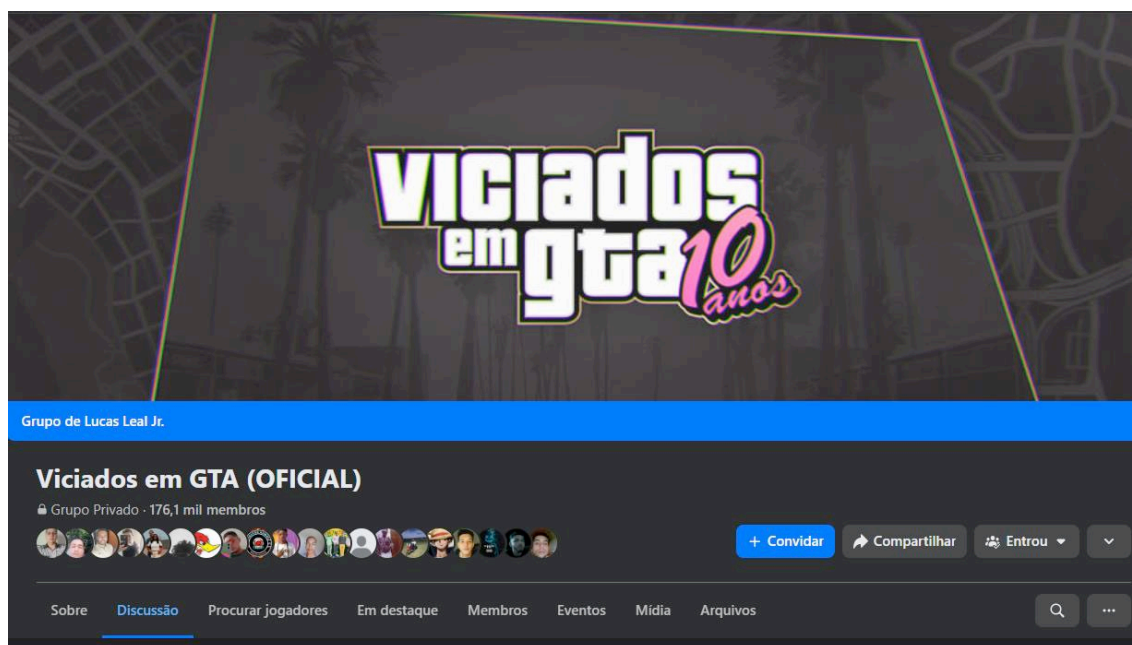 Viciados
em gta 10
anos
Grupo de Lucas Leal Jr.
Viciados em GTA (OFICIAL)
Grupo Privado · 176,1 mil membros
+ Convidar Compartilhar Entrou
Sobre Discussão Procurar jogadores Em destaque Membros Eventos Mídia Arquivos